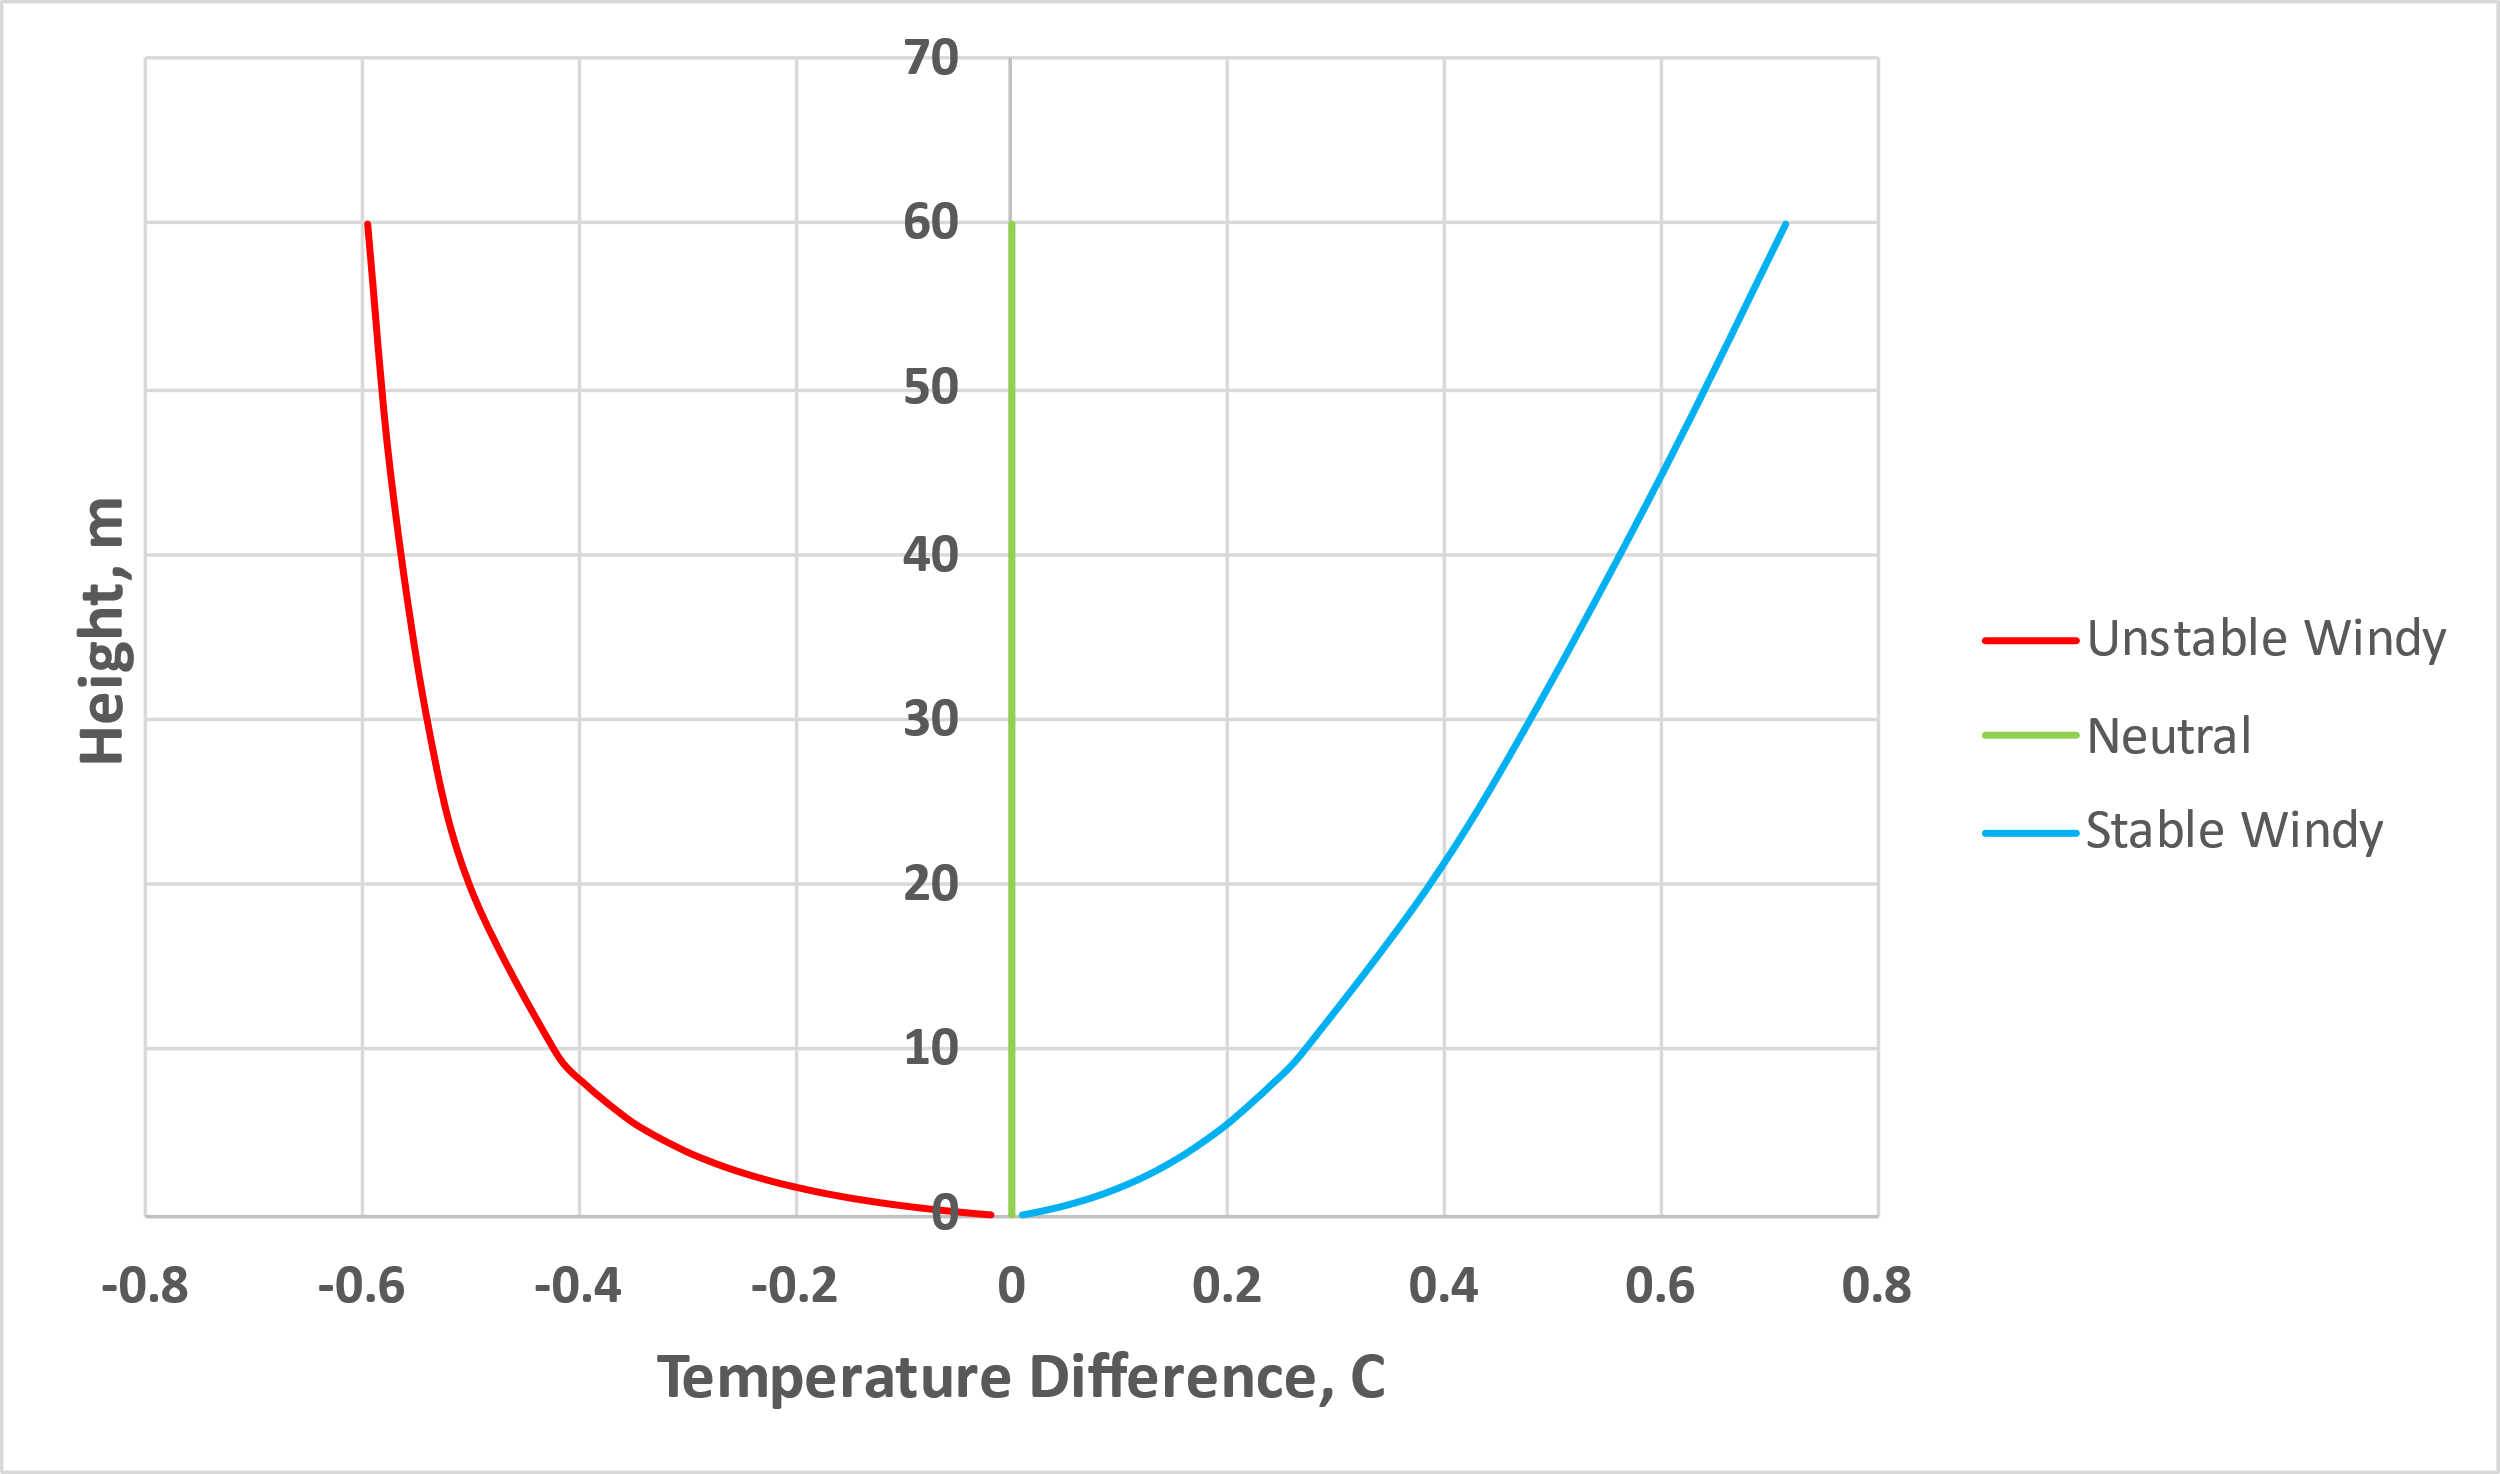 70
60
50
40
30
20
10
0
Height, m
-0.8 -0.6 -0.4 -0.2 0 0.2 0.4 0.6 0.8
Temperature Difference, C
Unstable Windy
Neutral
Stable Windy